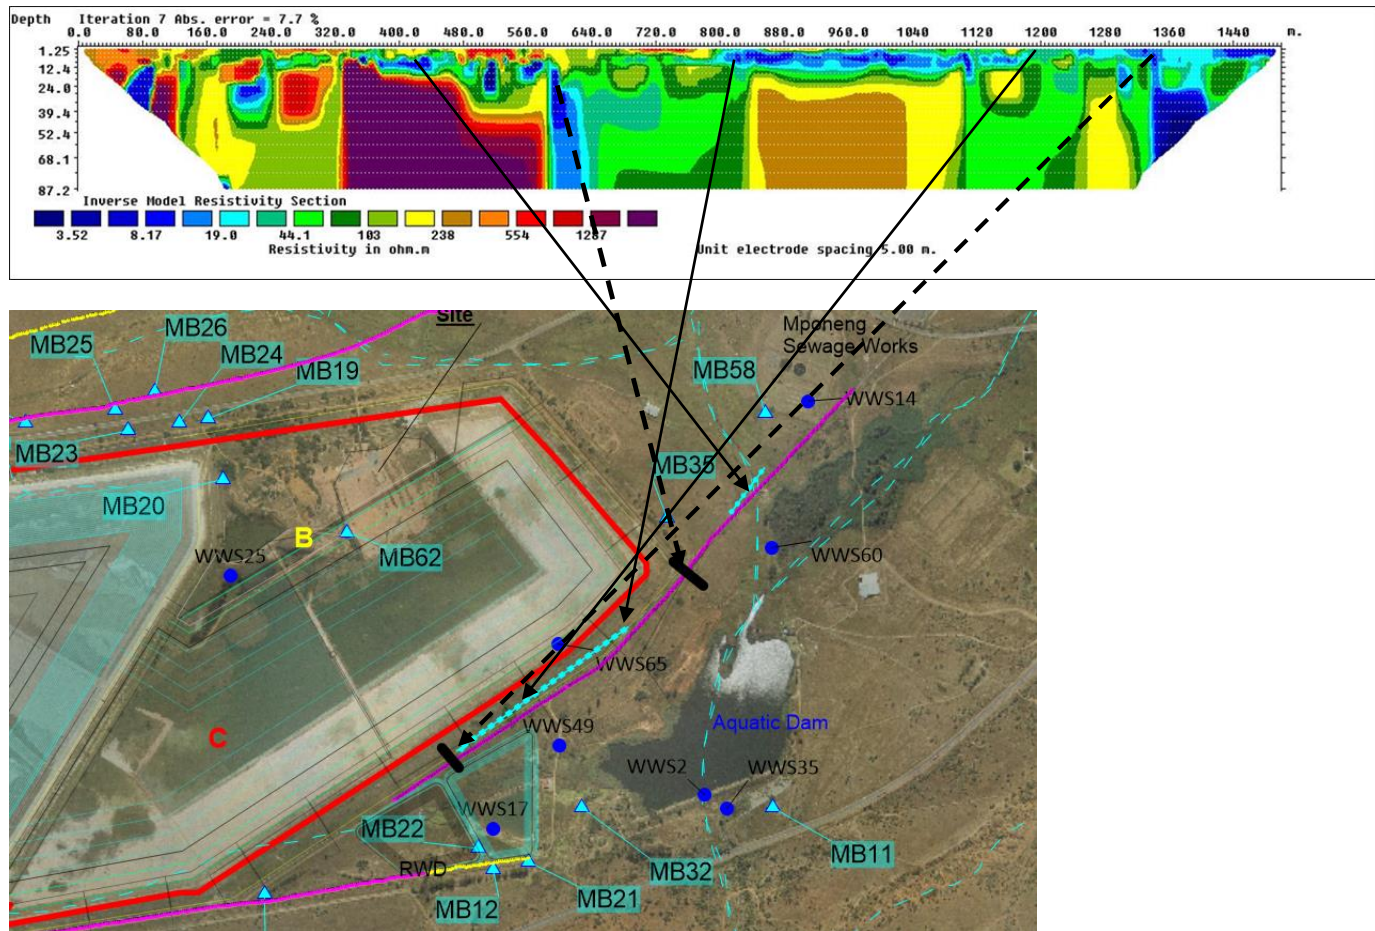 Depth Iteration 7 Abs. error = 7.7 %
0.0 80.0 160.0 240.0 320.0 400.0 480.0 560.0 640.0 720.0 800.0 880.0 960.0 1040 1120 1200 1280 1360 1440 m.
1.25
12.4
24.0
39.4
52.4
68.1
87.2
Inverse Model Resistivity Section
3.52 8.17 19.0 44.1 103 238 554 1287
Resistivity in ohm.m
Unit electrode spacing 5.00 m.
Site
Mponeng
Sewage Works
MB26
MB25
MB24
MB19
MB58
WWS14
MB23
MB35
MB20
B
WWS25
MB62
WWS60
WWS65
C
WWS49
Aquatic Dam
WWS2
WWS35
WWS17
MB22
RWD
MB32
MB11
MB21
MB12